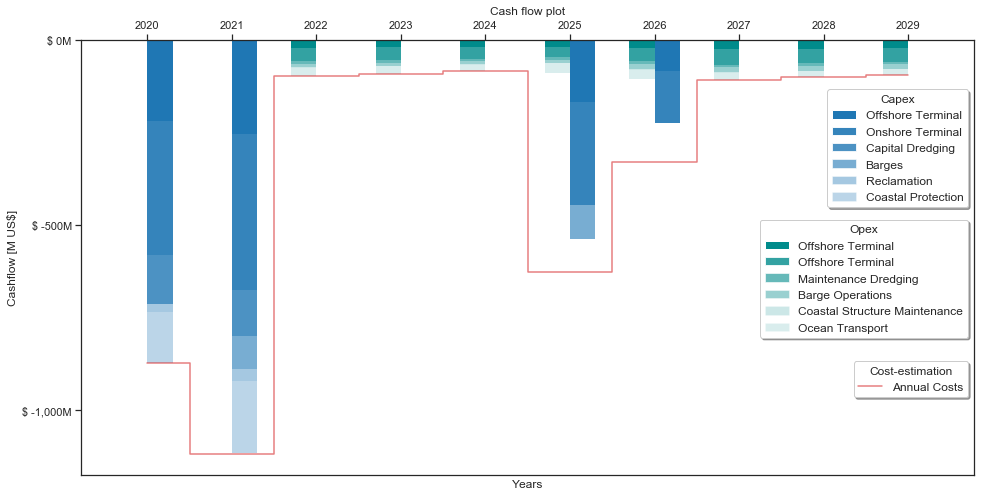 Cash flow plot
2020 2021 2022 2023 2024 2025 2026 2027 2028 2029
$ 0M
$ -500M
$ -1,000M
Cashflow [M US$]
Capex
Offshore Terminal
Onshore Terminal
Capital Dredging
Barges
Reclamation
Coastal Protection
Opex
Offshore Terminal
Offshore Terminal
Maintenance Dredging
Barge Operations
Coastal Structure Maintenance
Ocean Transport
Cost-estimation
Annual Costs
Years